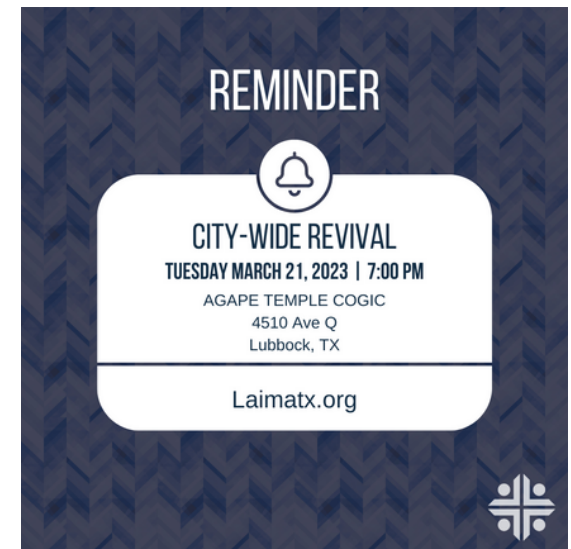 REMINDER
CITY-WIDE REVIVAL
TUESDAY MARCH 21, 2023 | 7:00 PM
AGAPE TEMPLE COGIC
4510 Ave Q
Lubbock, TX
Laimatx.org